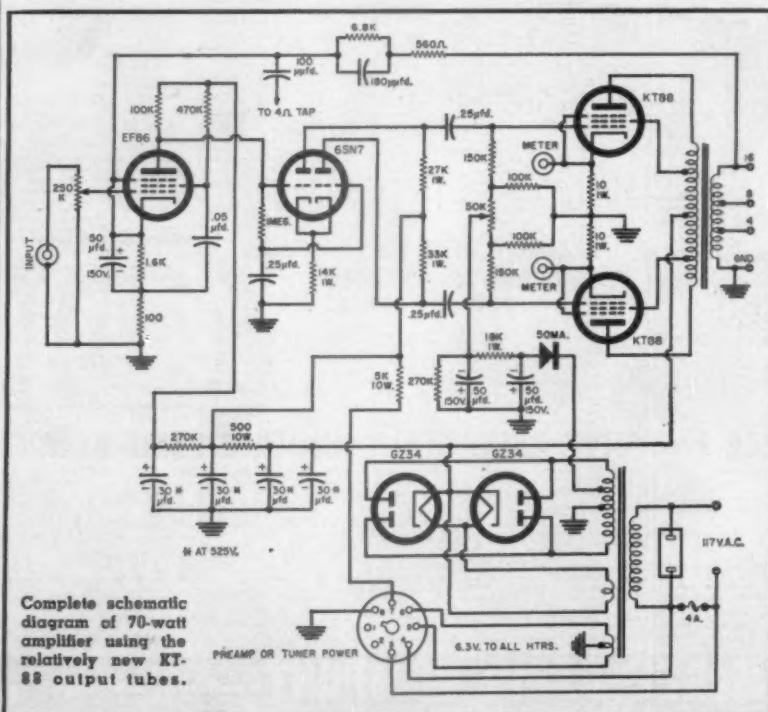 6.8K
560Ω
100
µµfd.
180µµfd.
TO 4Ω TAP
KT88
100K
470K
EF86
6SN7
.25µfd.
METER
150K
27K
1W.
100K
10
1W.
16
8
4
GND
250
K
INPUT
50
µfd.
150V.
1.6K
.05
µfd.
1MEG.
.25µfd.
14K
1W.
50K
100K
33K
1W.
10
1W.
METER
150K
100
.25µfd.
KT88
18K
1W.
50MA.
5K
10W.
270K
50
150V.
µfd.
50
µfd.
150V.
270K
500
10W.
GZ34
GZ34
30*
µfd.
30*
µfd.
30*
µfd.
30*
µfd.
* AT 525V.
117V.A.C.
4A.
6.3V. TO ALL HTRS.
PREAMP OR TUNER POWER
Complete schematic
diagram of 70-watt
amplifier using the
relatively new KT-
88 output tubes.